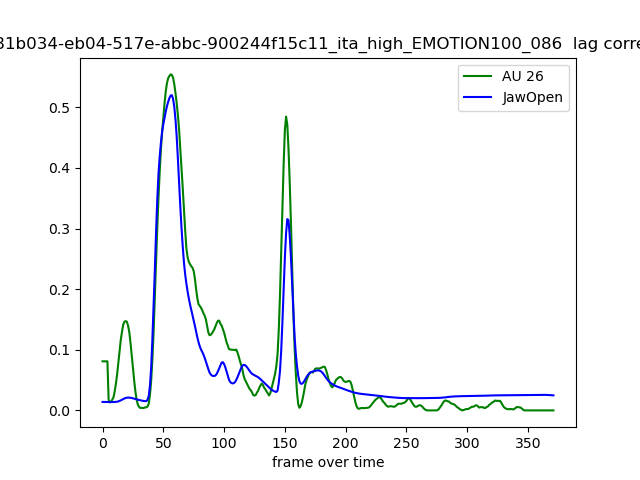 31b034-eb04-517e-abbc-900244f15c11_ita_high_EMOTION100_086 lag corre
AU 26
JawOpen
0.5
0.4
0.3
0.2
0.1
0.0
0 50 100 150 200 250 300 350
frame over time